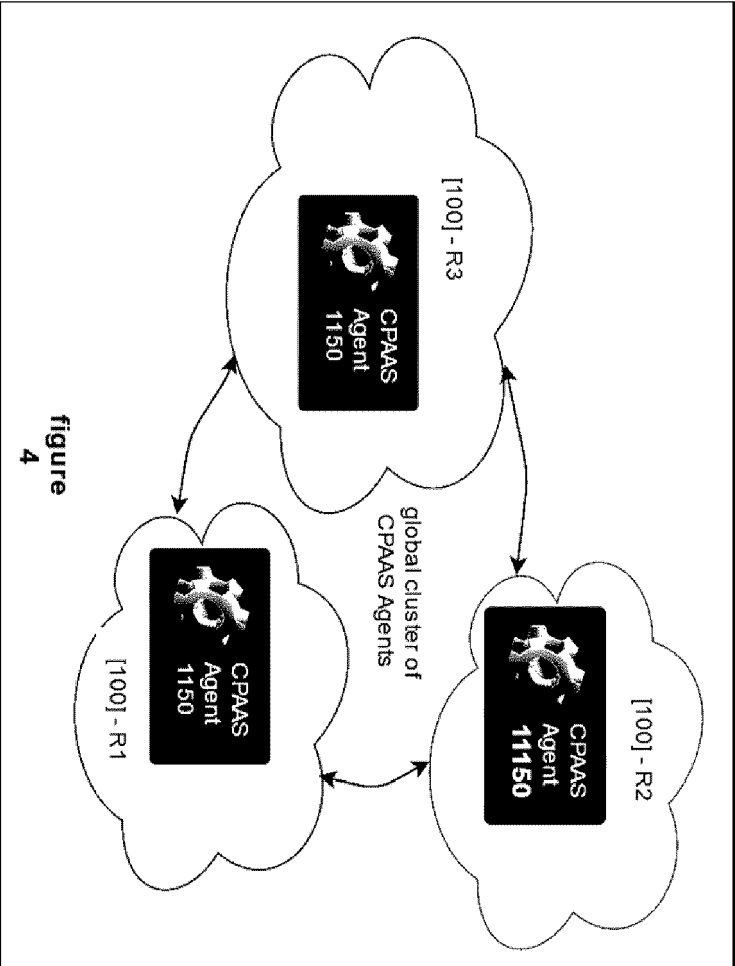 [100] - R2
CPAAS
Agent
11150
[100] - R3
CPAAS
Agent
1150
global cluster of
CPAAS Agents
CPAAS
Agent
1150
[100] - R1
figure
4